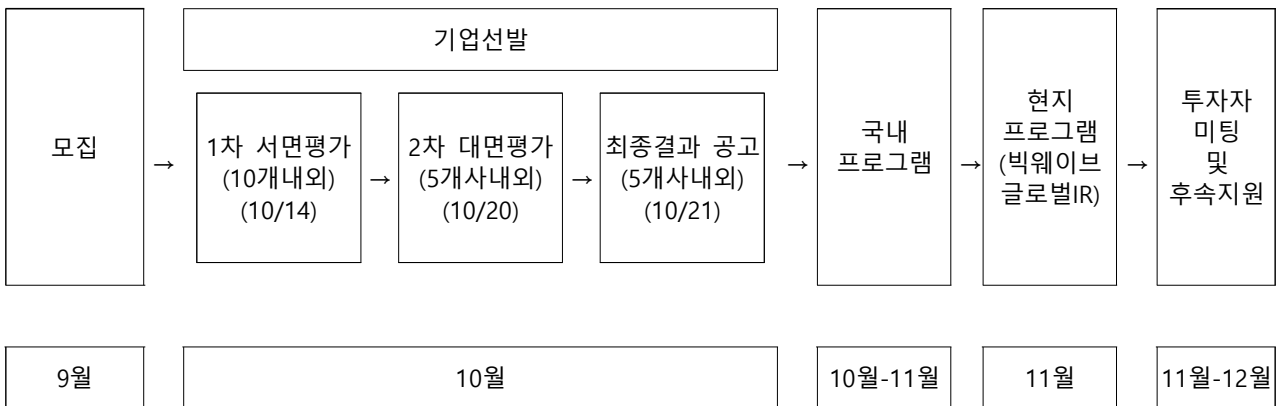 기업선발
모집
→
1차 서면평가
(10개내외)
(10/14)
→
2차 대면평가
(5개사내외)
(10/20)
→
최종결과 공고
(5개사내외)
(10/21)
→
국내
프로그램
→
현지
프로그램
(빅웨이브
글로벌IR)
→
투자자
미팅
및
후속지원
9월
10월
10월-11월
11월
11월-12월